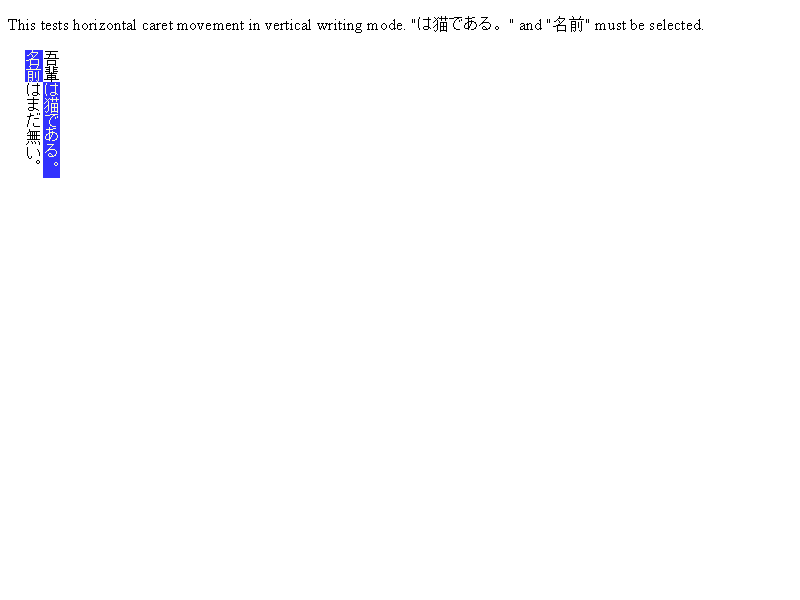 This tests horizontal caret movement in vertical writing mode. "は猫である。" and "名前" must be selected.
吾輩は猫である。
名前はまだ無い。